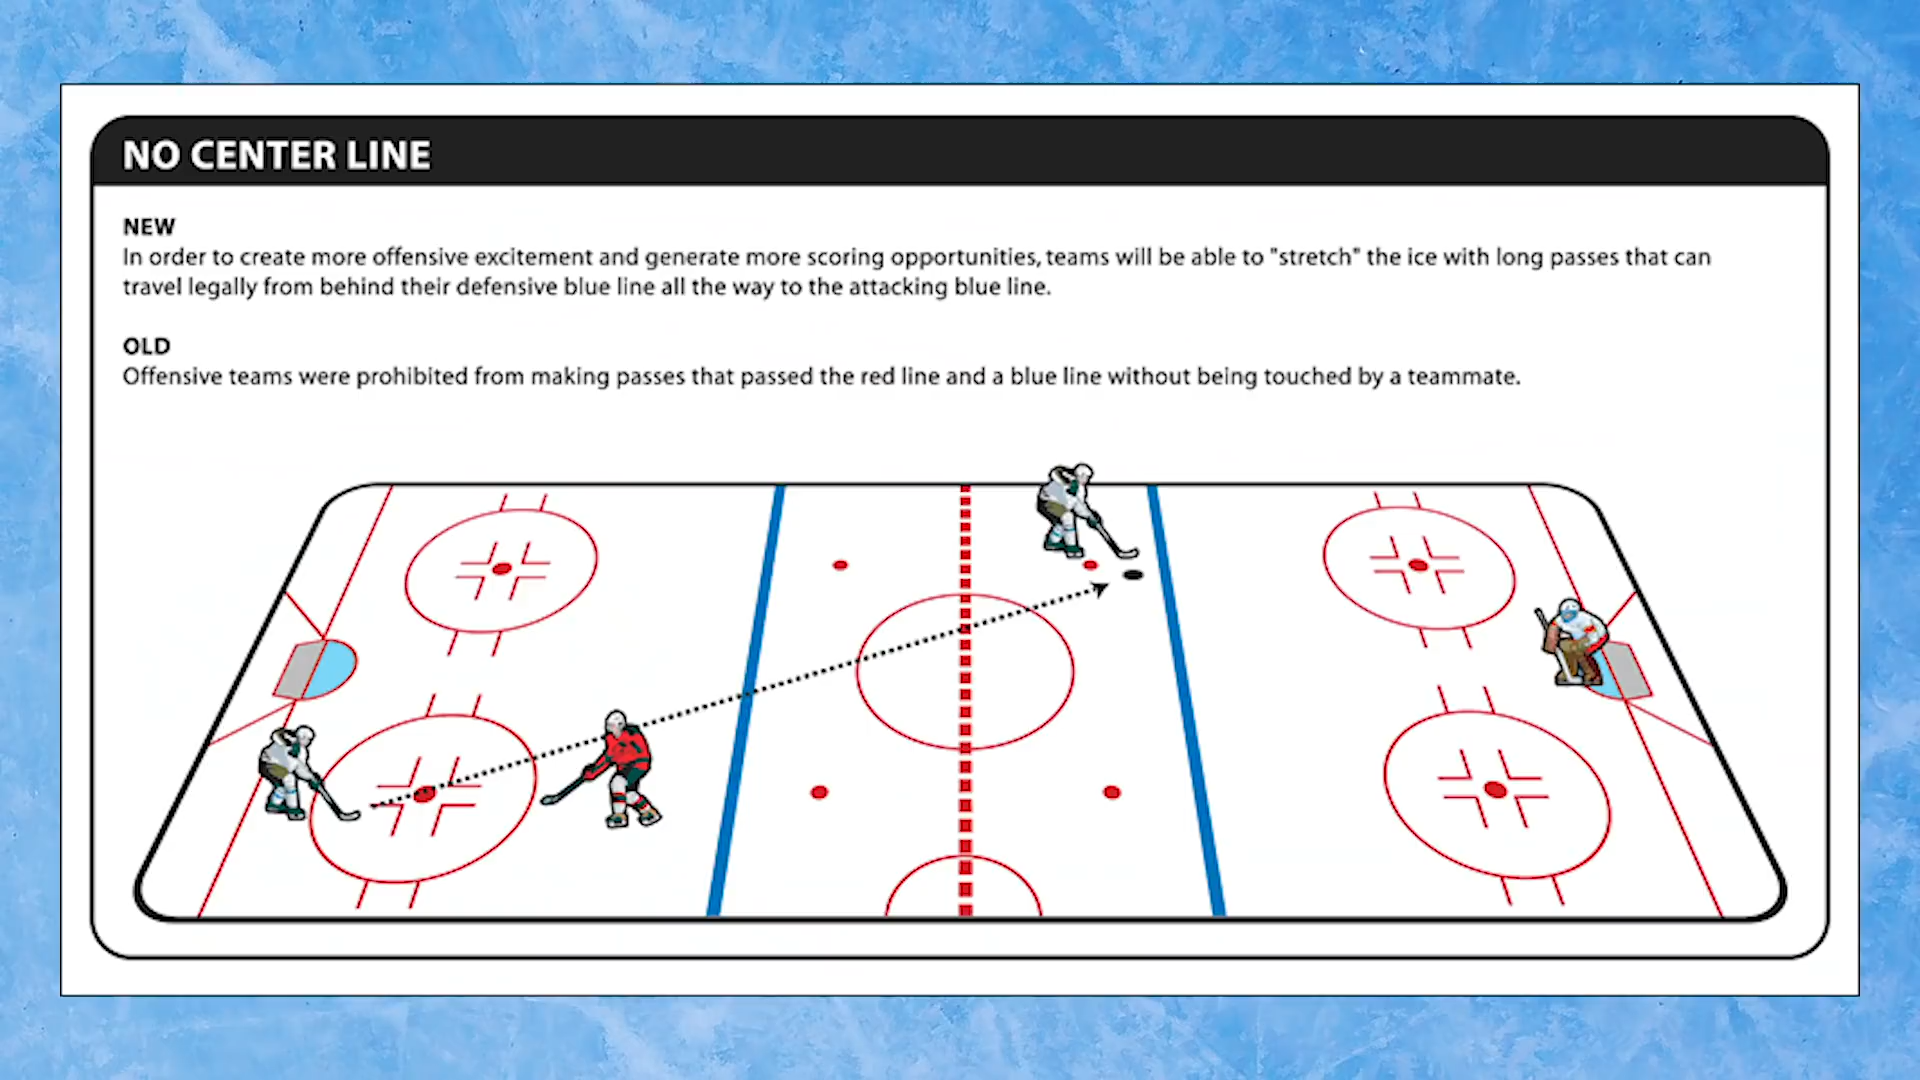 NO CENTER LINE
NEW
In order to create more offensive excitement and generate more scoring opportunities, teams will be able to "stretch" the ice with long passes that can
travel legally from behind their defensive blue line all the way to the attacking blue line.
OLD
Offensive teams were prohibited from making passes that passed the red line and a blue line without being touched by a teammate.